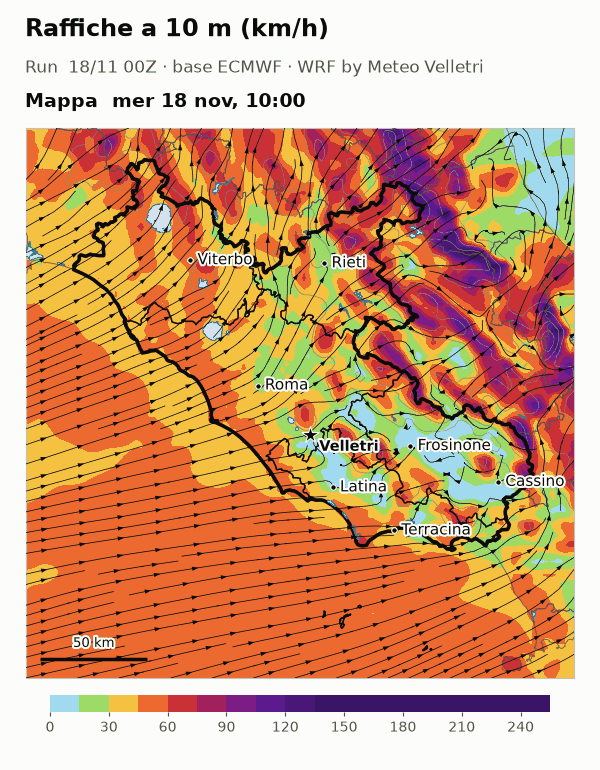 Raffiche a 10 m (km/h)
Run 18/11 00Z · base ECMWF · WRF by Meteo Velletri
Mappa mer 18 nov, 10:00
Viterbo
Rieti
Roma
Velletri
Frosinone
Latina
Cassino
Terracina
50 km
0 30 60 90 120 150 180 210 240